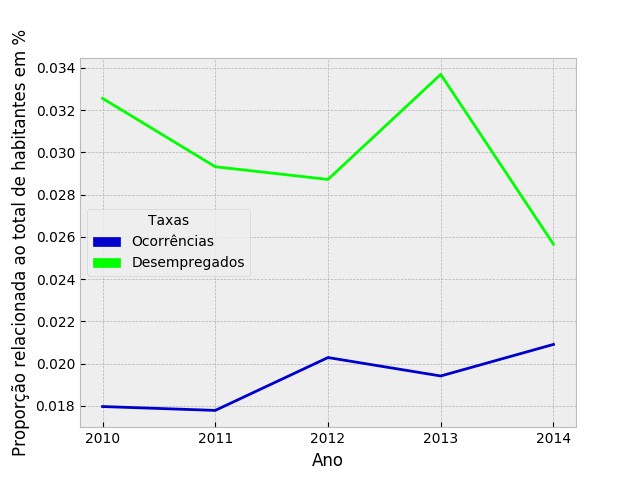 Proporção relacionada ao total de habitantes em %
0.034
0.032
0.030
0.028
0.026
0.024
0.022
0.020
0.018
Taxas
Ocorrências
Desempregados
2010 2011 2012 2013 2014
Ano